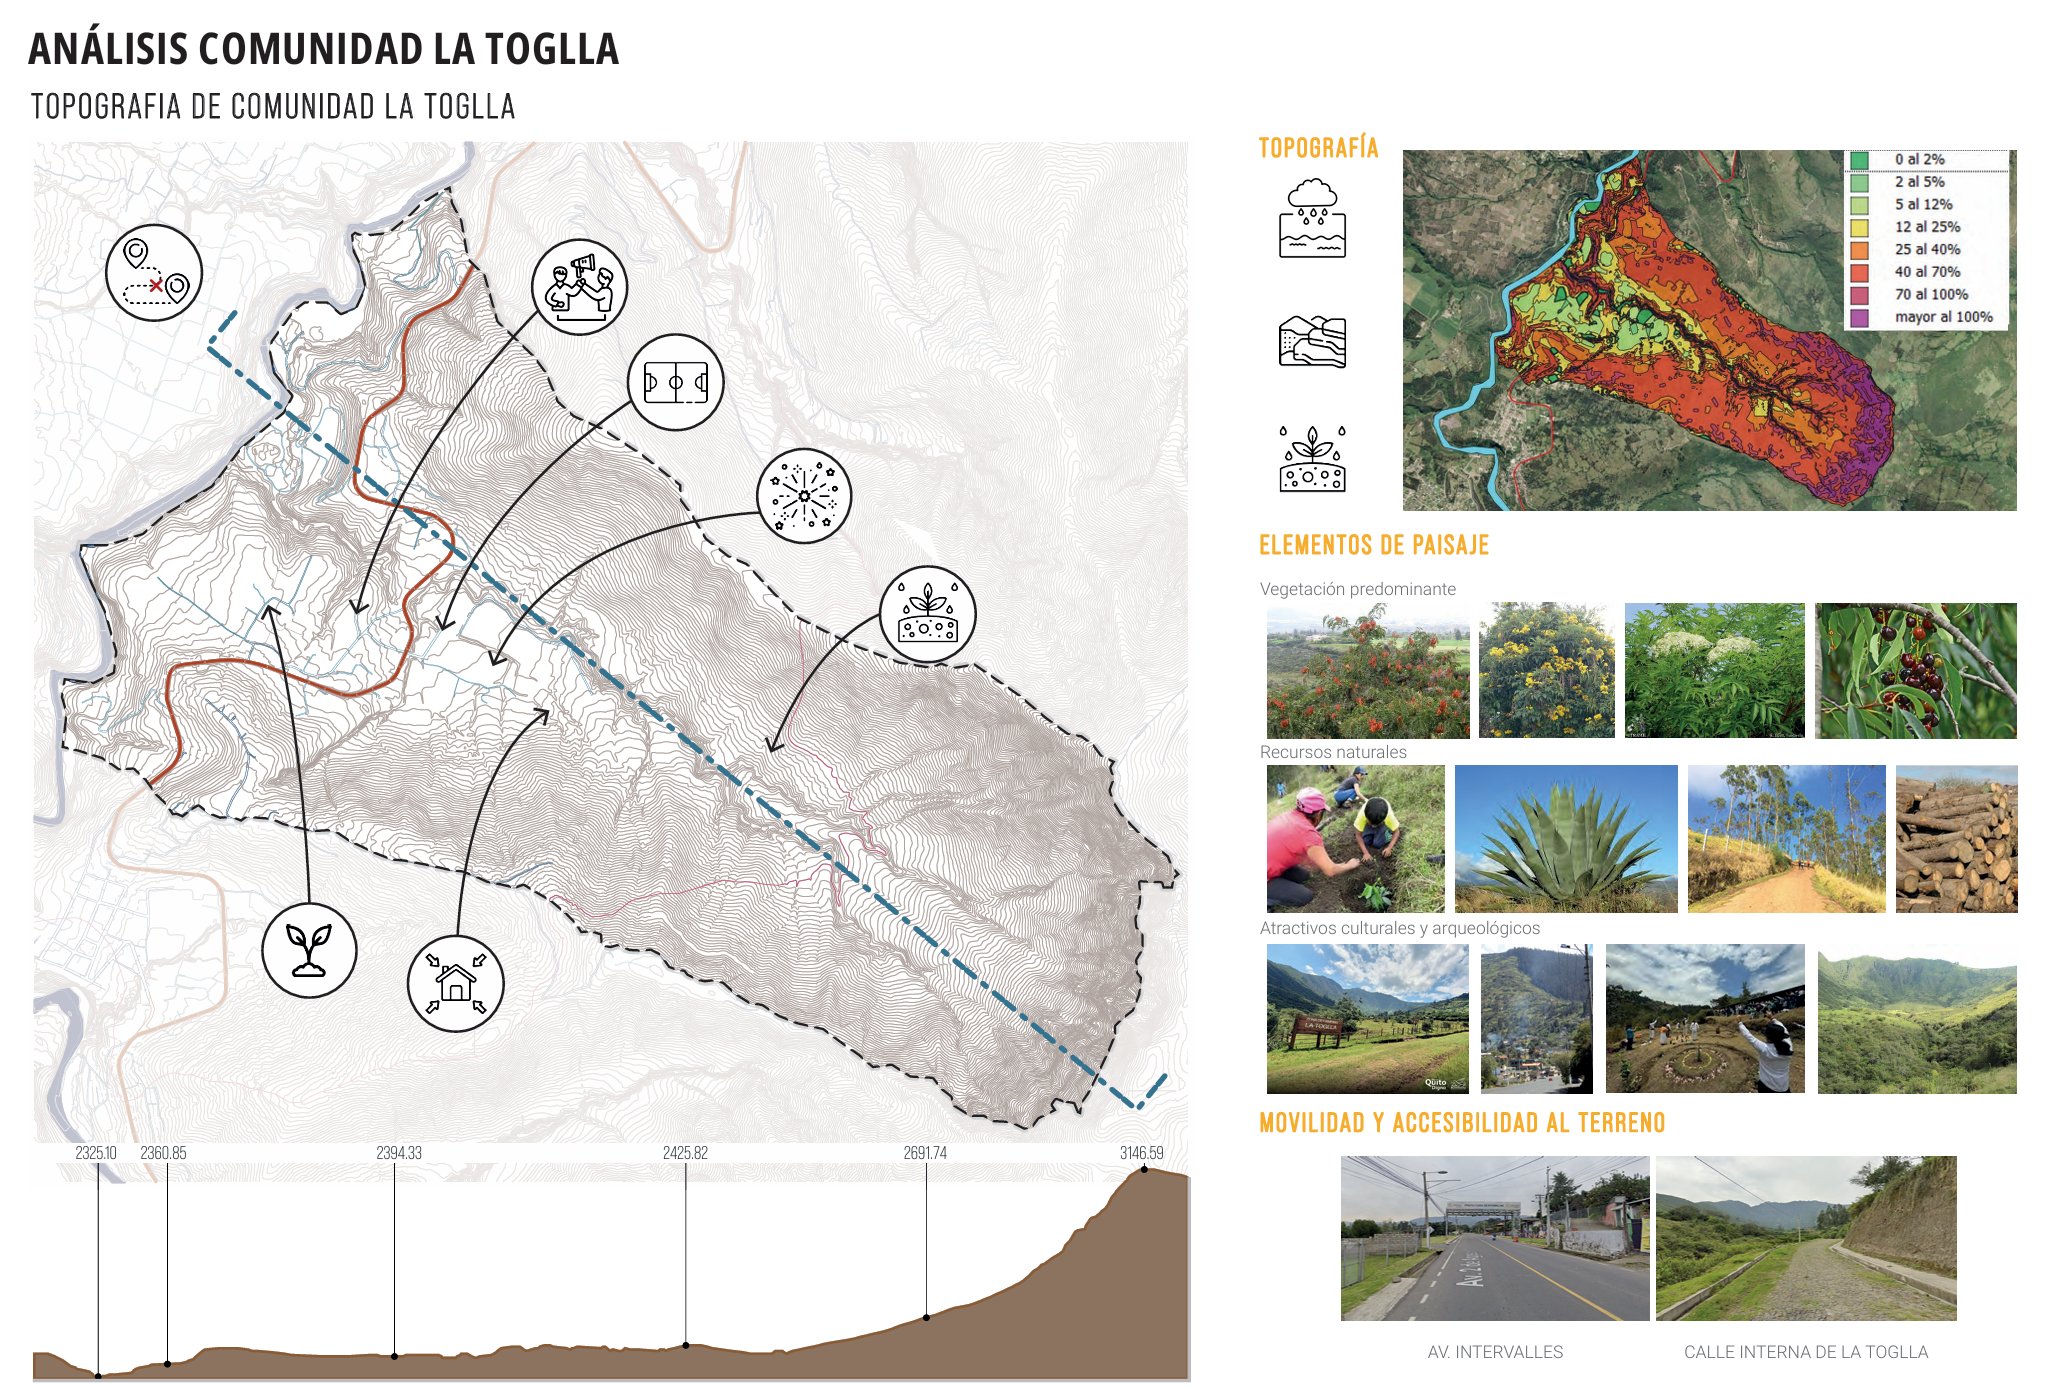 ANÁLISIS COMUNIDAD LA TOGLLA
TOPOGRAFIA DE COMUNIDAD LA TOGLLA
2325.10
2360.85
2394.33
2425.82
2691.74
3146.59
TOPOGRAFÍA
0 al 2%
2 al 5%
5 al 12%
12 al 25%
25 al 40%
40 al 70%
70 al 100%
mayor al 100%
ELEMENTOS DE PAISAJE
Vegetación predominante
Recursos naturales
Atractivos culturales y arqueológicos
LA TOGLLA
Quito
MOVILIDAD Y ACCESIBILIDAD AL TERRENO
Av. 2 de
AV. INTERVALLES
CALLE INTERNA DE LA TOGLLA